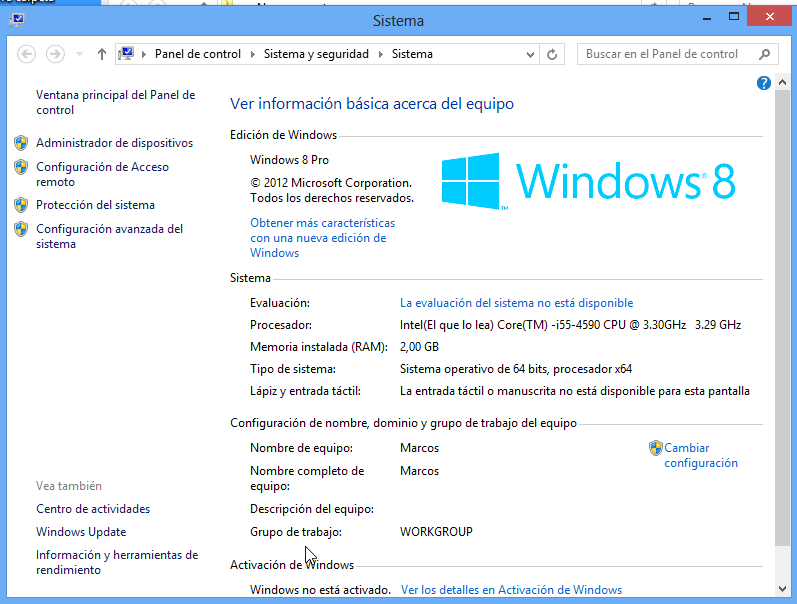 Sistema
Panel de control
Sistema y seguridad
Sistema
Buscar en el Panel de control
Ventana principal del Panel de
control
Administrador de dispositivos
Configuración de Acceso
remoto
Protección del sistema
Configuración avanzada del
sistema
Vea también
Centro de actividades
Windows Update
Información y herramientas de
rendimiento
Ver información básica acerca del equipo
Edición de Windows
Windows 8 Pro
© 2012 Microsoft Corporation.
Todos los derechos reservados.
Obtener más características
con una nueva edición de
Windows
Windows® 8
Sistema
Evaluación: La evaluación del sistema no está disponible
Procesador: Intel(El que lo lea) Core(TM) -i55-4590 CPU @ 3.30GHz 3.29 GHz
Memoria instalada (RAM): 2,00 GB
Tipo de sistema: Sistema operativo de 64 bits, procesador x64
Lápiz y entrada táctil: La entrada táctil o manuscrita no está disponible para esta pantalla
Configuración de nombre, dominio y grupo de trabajo del equipo
Nombre de equipo: Marcos
Cambiar
configuración
Nombre completo de
equipo: Marcos
Descripción del equipo:
Grupo de trabajo: WORKGROUP
Activación de Windows
Windows no está activado. Ver los detalles en Activación de Windows